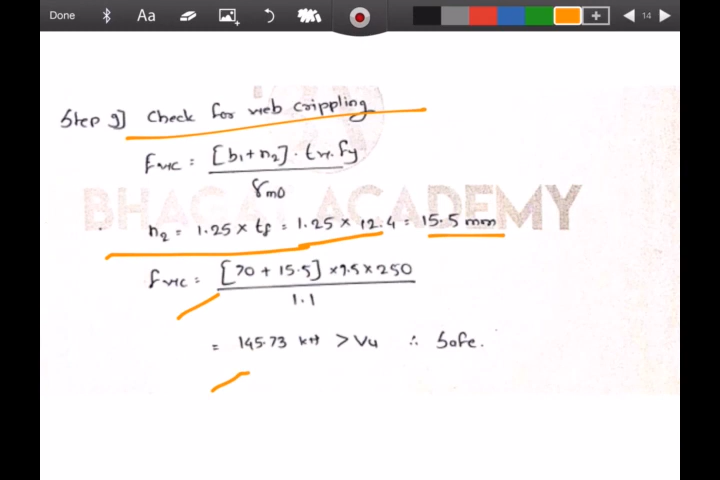 Done Aa 14
Step 9] Check for web crippling
Fwc = [b1 + n2] . tw . fy
γm0
BHAGAT ACADEMY
n2 = 1.25 × tf = 1.25 × 12.4 = 15.5 mm
fwc = [70 + 15.5] × 9.5 × 250
1.1
= 145.73 kN > Vu ∴ Safe.